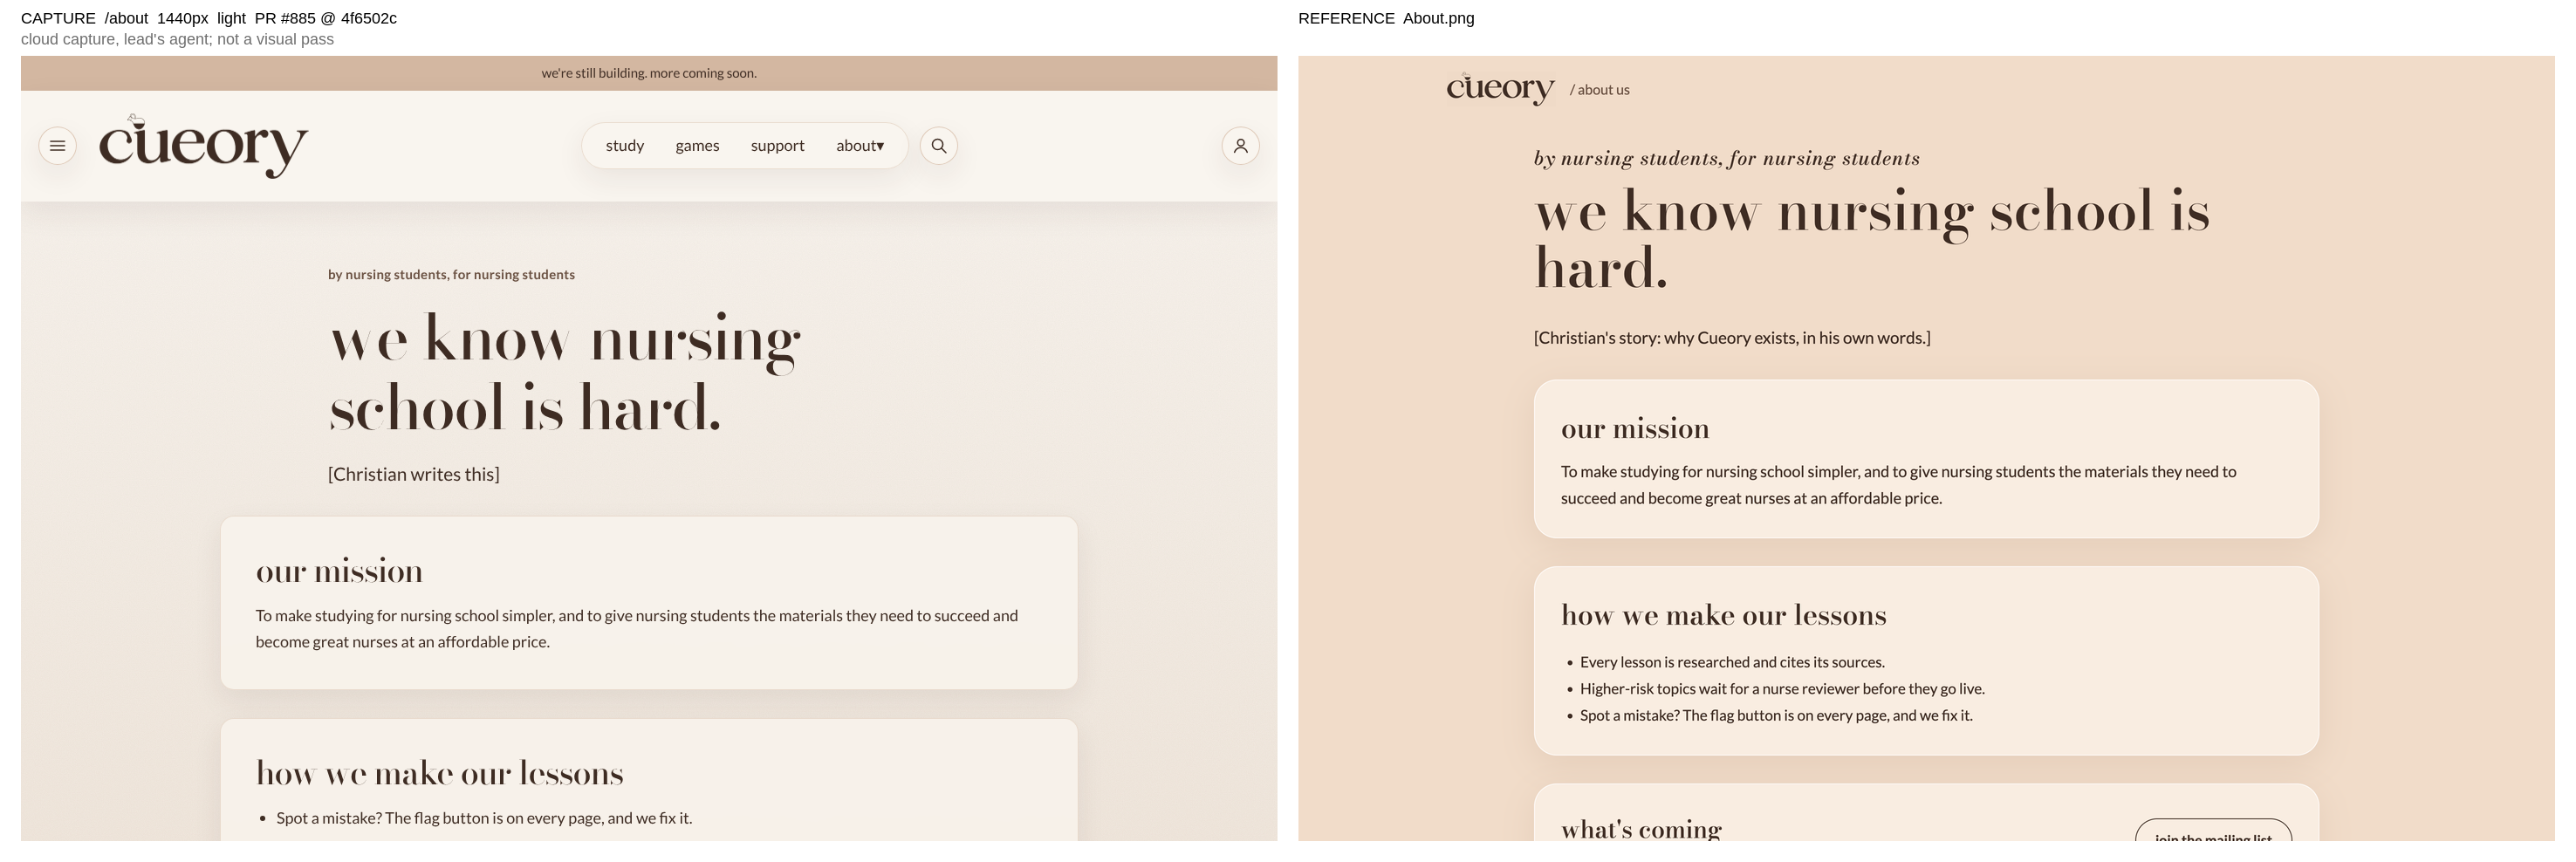 CAPTURE /about 1440px light PR #885 @ 4f6502c
cloud capture, lead's agent; not a visual pass
we're still building. more coming soon.
cueory
study games support about▾
by nursing students, for nursing students
we know nursing
school is hard.
[Christian writes this]
our mission
To make studying for nursing school simpler, and to give nursing students the materials they need to succeed and
become great nurses at an affordable price.
how we make our lessons
• Spot a mistake? The flag button is on every page, and we fix it.
REFERENCE About.png
cueory / about us
by nursing students, for nursing students
we know nursing school is
hard.
[Christian's story: why Cueory exists, in his own words.]
our mission
To make studying for nursing school simpler, and to give nursing students the materials they need to
succeed and become great nurses at an affordable price.
how we make our lessons
• Every lesson is researched and cites its sources.
• Higher-risk topics wait for a nurse reviewer before they go live.
• Spot a mistake? The flag button is on every page, and we fix it.
what's coming
join the mailing list